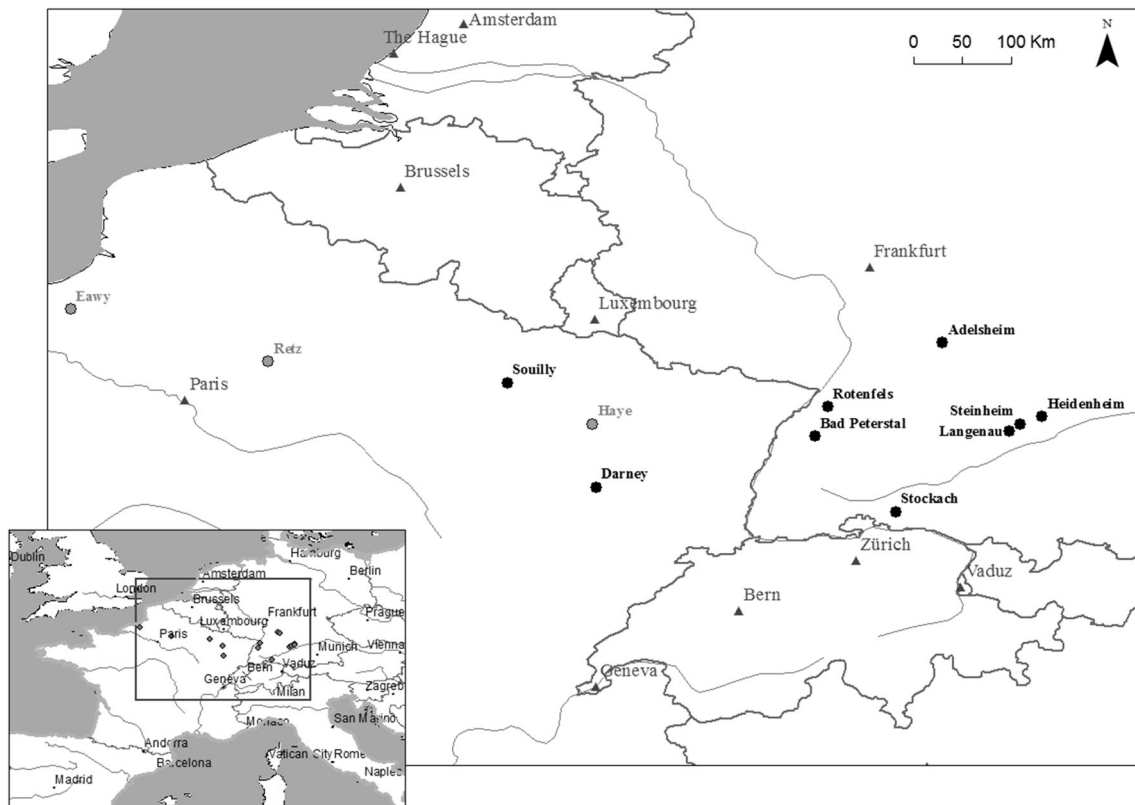 Amsterdam
N
The Hague
0 50 100 Km
Brussels
Frankfurt
Eawy
Luxembourg
Adelsheim
Retz
Paris
Souilly
Rotenfels
Haye
Bad Peterstal
Steinheim
Heidenheim
Langenau
Darney
Stockach
Zürich
Vaduz
Bern
Geneva
Dublin
Hamburg
Amsterdam
Berlin
London
Brussels
Frankfurt
Prague
Luxembourg
Paris
Munich
Vienna
Bern
Vaduz
Geneva
Milan
Zagreb
Monaco
San Marino
Andorra
Barcelona
Vatican City
Rome
Madrid
Naples